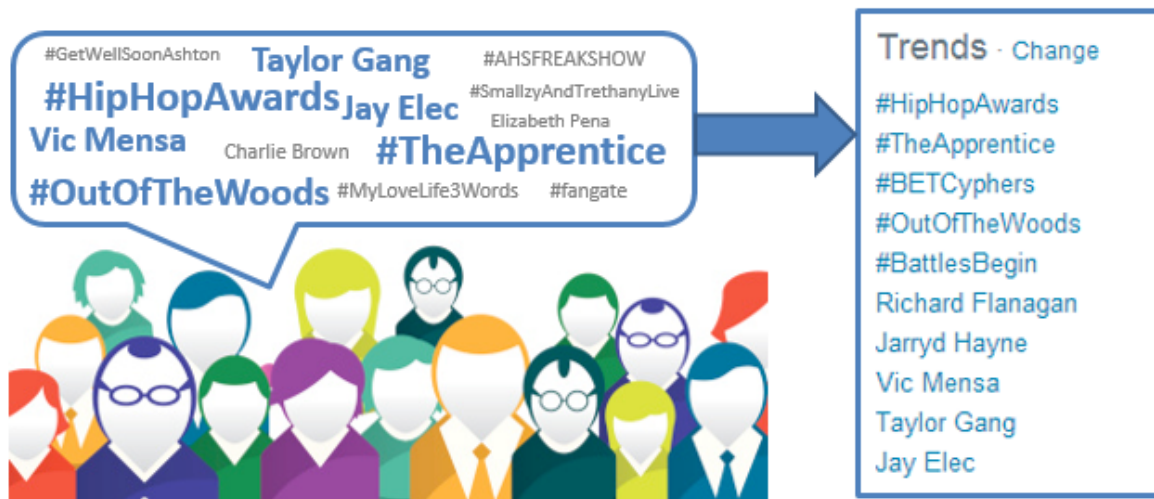 #GetWellSoonAshton Taylor Gang #AHSFREAKSHOW
#HipHopAwards Jay Elec #SmallzyAndTrethanyLive
Vic Mensa Charlie Brown #TheApprentice Elizabeth Pena
#OutOfTheWoods #MyLoveLife3Words #fangate
Trends · Change
#HipHopAwards
#TheApprentice
#BETCyphers
#OutOfTheWoods
#BattlesBegin
Richard Flanagan
Jarryd Hayne
Vic Mensa
Taylor Gang
Jay Elec